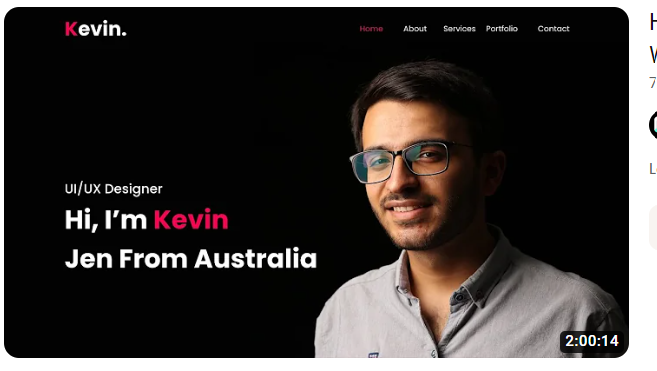 Kevin.
Home About Services Portfolio Contact
UI/UX Designer
Hi, I’m Kevin
Jen From Australia
2:00:14
H
W
7